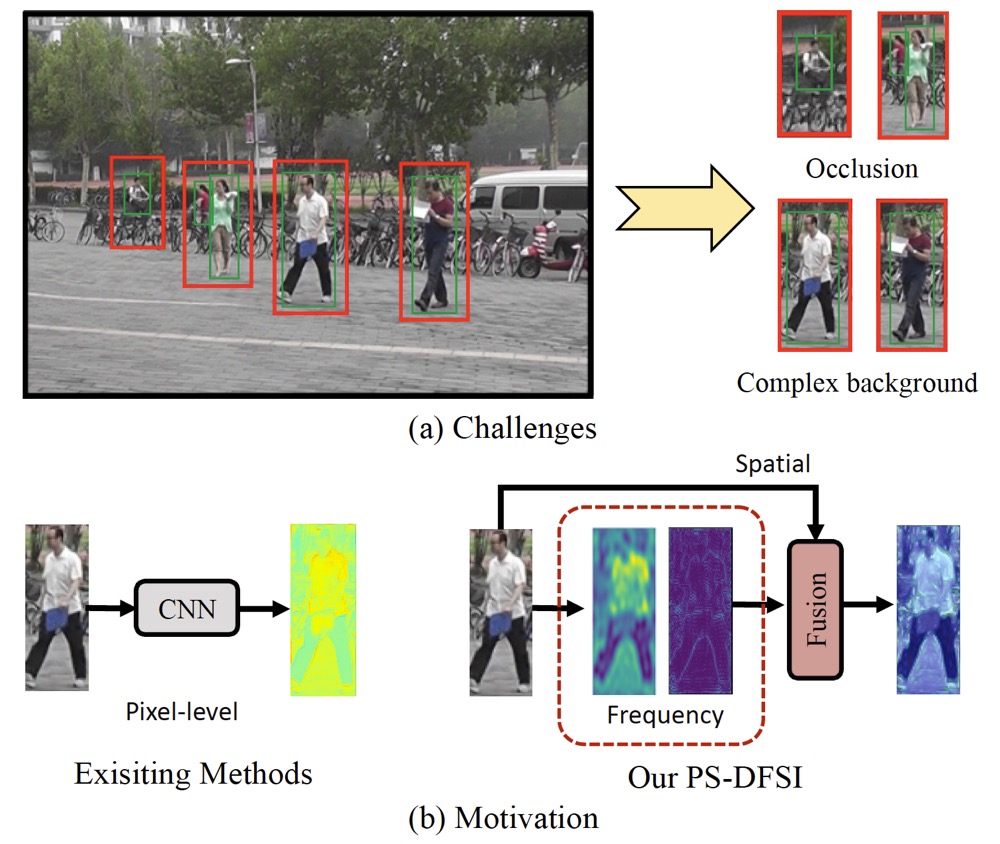 Occlusion
Complex background
(a) Challenges
Spatial
CNN
Fusion
Pixel-level
Frequency
Exisiting Methods
Our PS-DFSI
(b) Motivation